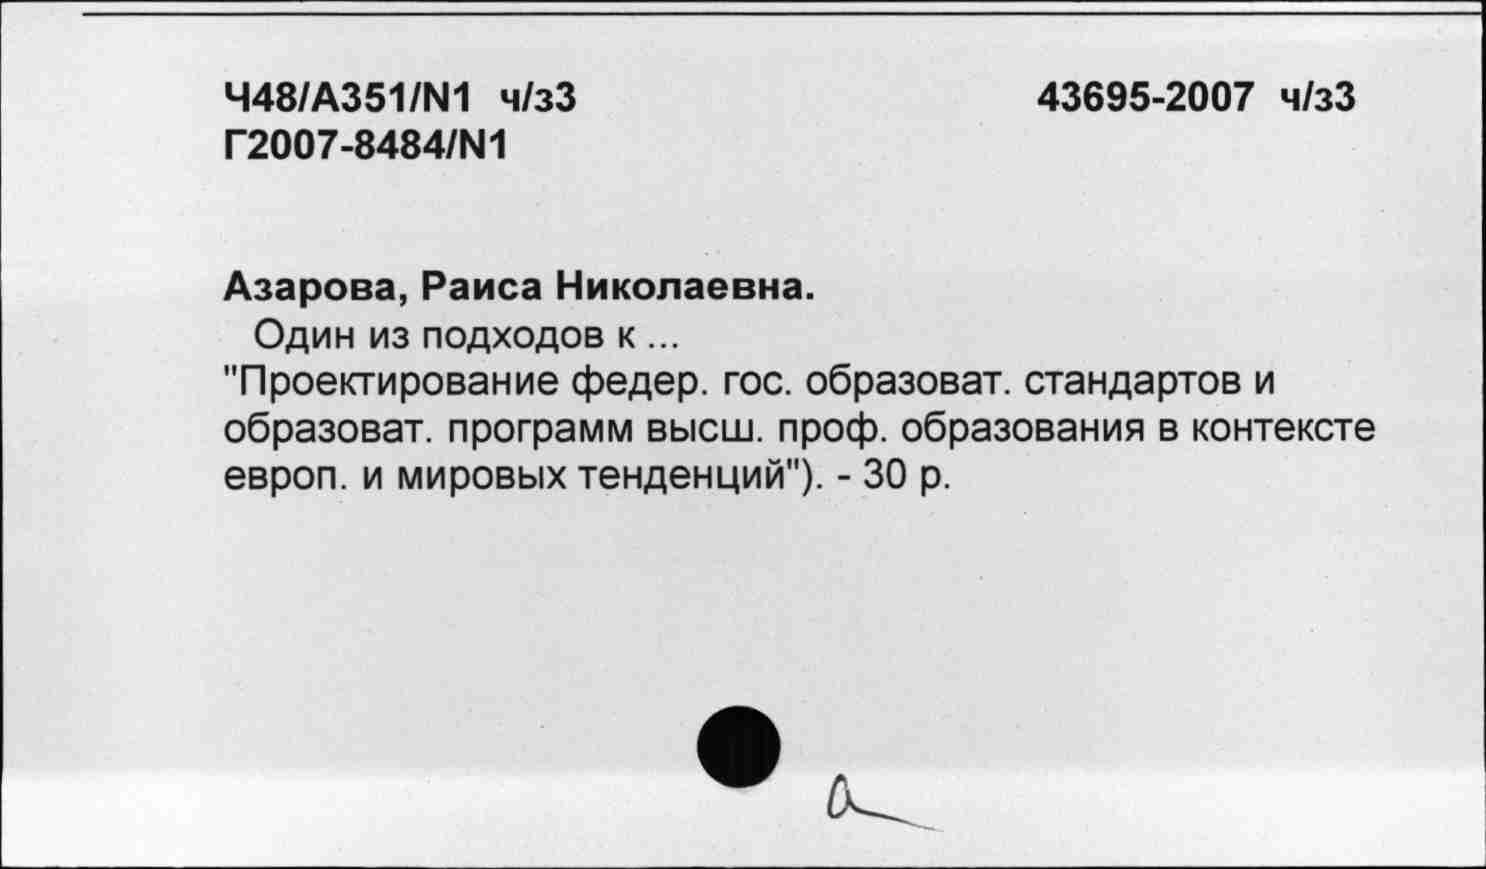 Ч48/А351/N1 ч/з3 43695-2007 ч/з3
Г2007-8484/N1
Азарова, Раиса Николаевна.
Один из подходов к ...
"Проектирование федер. гос. образоват. стандартов и
образоват. программ высш. проф. образования в контексте
европ. и мировых тенденций"). - 30 р.
а